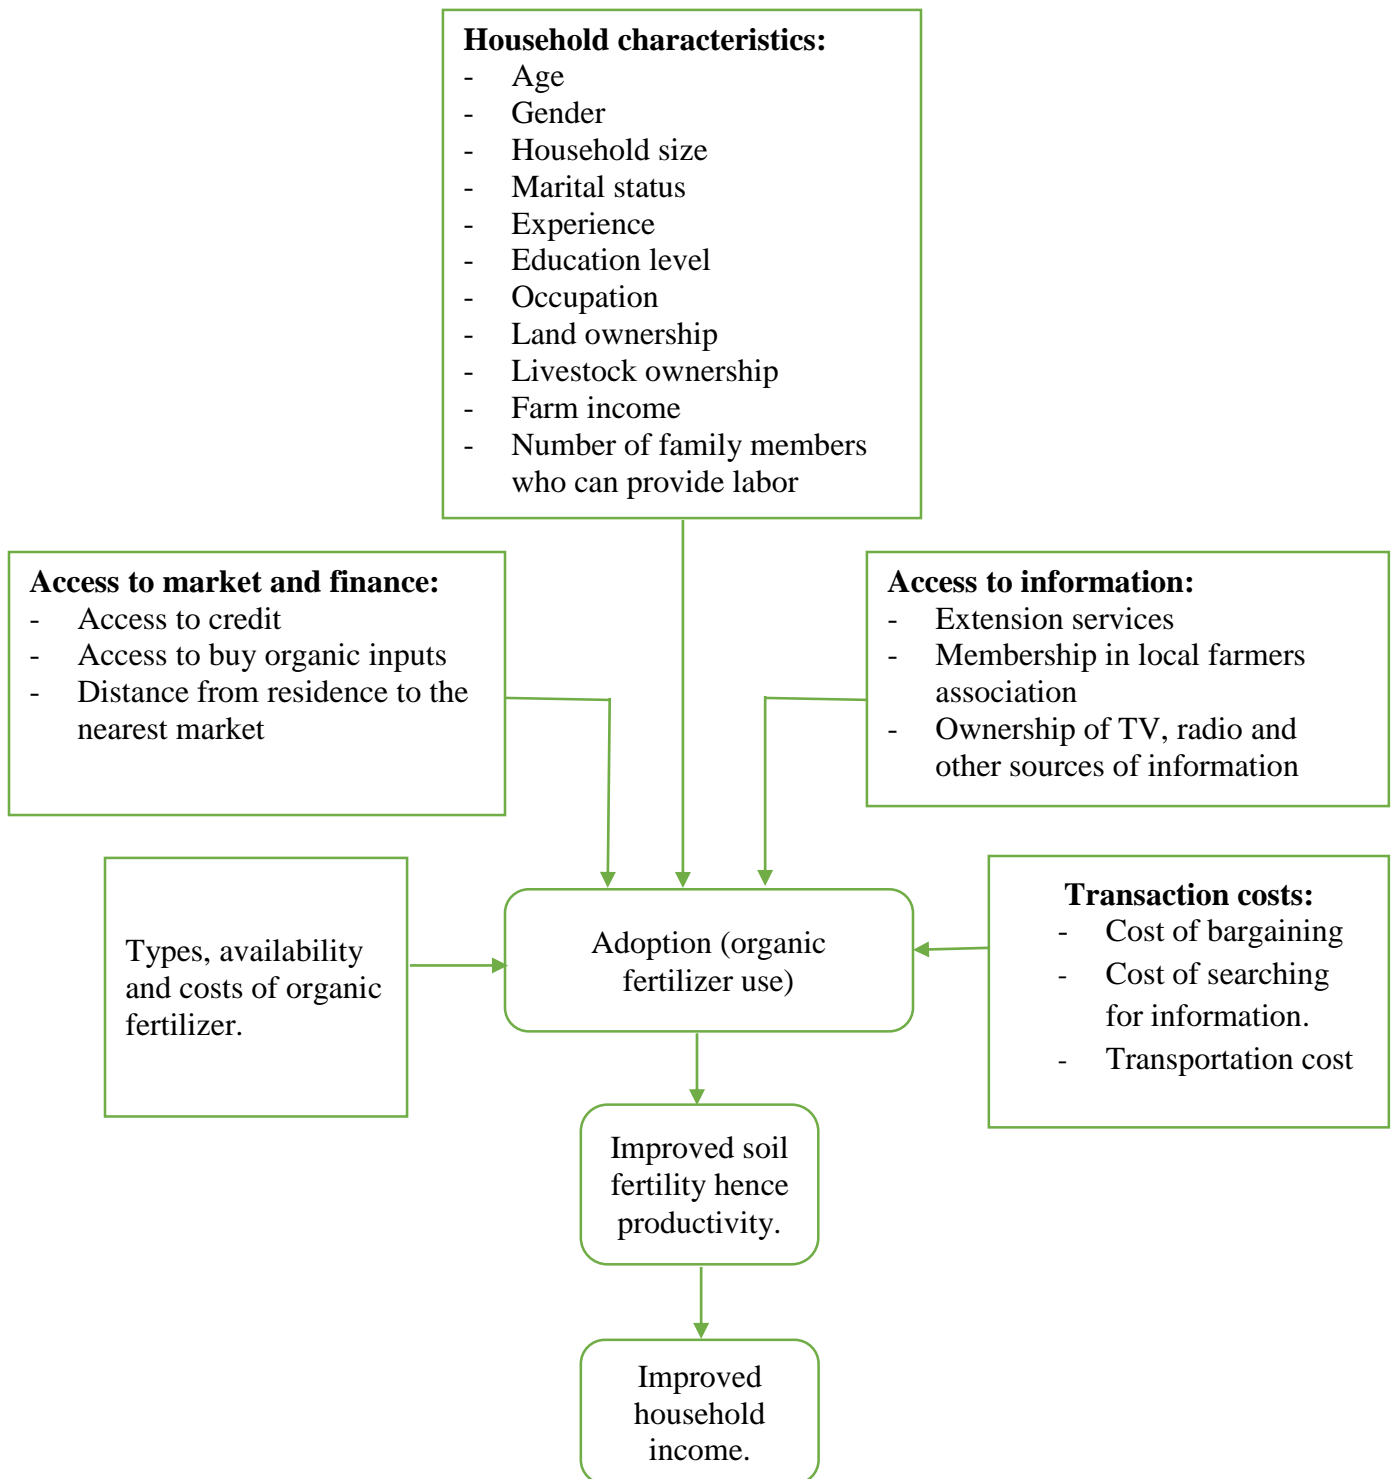 Household characteristics:
- Age
- Gender
- Household size
- Marital status
- Experience
- Education level
- Occupation
- Land ownership
- Livestock ownership
- Farm income
- Number of family members
who can provide labor
Access to market and finance:
- Access to credit
- Access to buy organic inputs
- Distance from residence to the
nearest market
Access to information:
- Extension services
- Membership in local farmers
association
- Ownership of TV, radio and
other sources of information
Types, availability
and costs of organic
fertilizer.
Adoption (organic
fertilizer use)
Transaction costs:
- Cost of bargaining
- Cost of searching
for information.
- Transportation cost
Improved soil
fertility hence
productivity.
Improved
household
income.